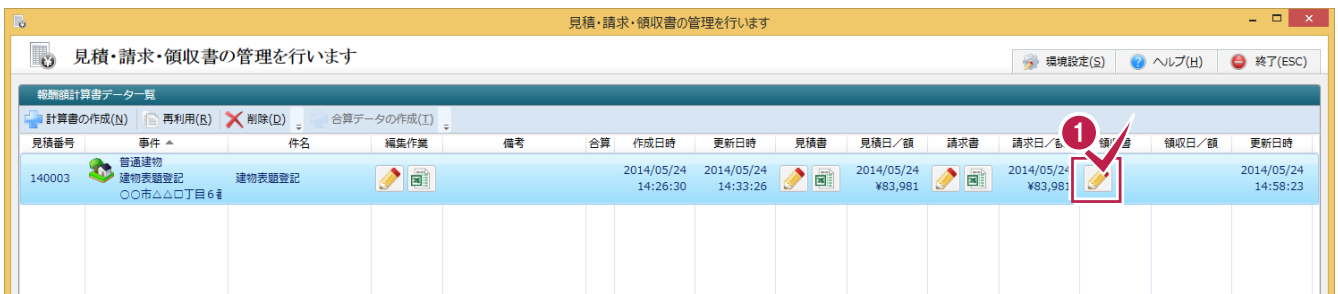 見積・請求・領収書の管理を行います
見積・請求・領収書の管理を行います
環境設定(S) ヘルプ(H) 終了(ESC)
報酬額計算書データ一覧
計算書の作成(N) 再利用(R) 削除(D) 合算データの作成(T)
見積番号 事件 件名 編集作業 備考 合算 作成日時 更新日時 見積書 見積日/額 請求書 請求日/額 領収書 領収日/額 更新日時
1
140003
普通建物
建物表題登記
○○市△△□丁目6番
建物表題登記
2014/05/24
14:26:30
2014/05/24
14:33:26
2014/05/24
¥83,981
2014/05/24
¥83,981
2014/05/24
14:58:23